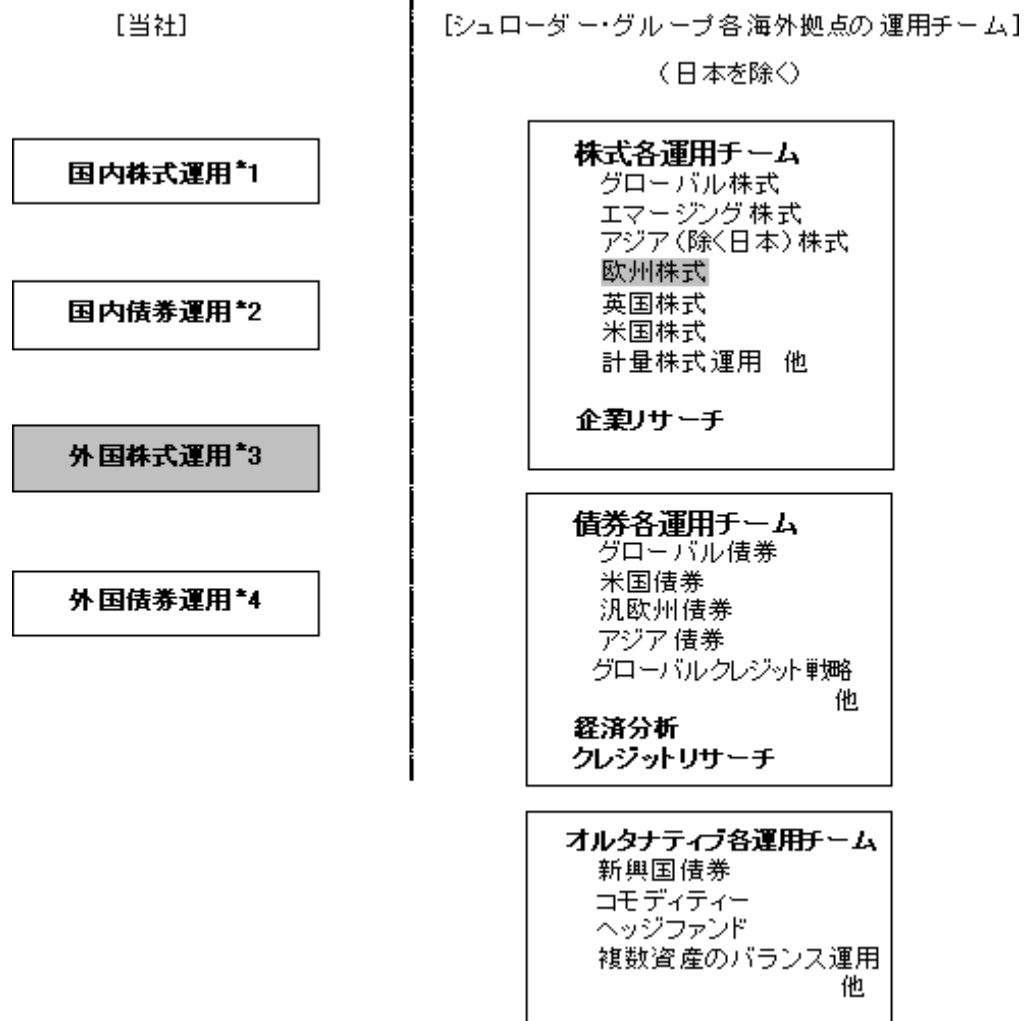 [当社]
国内株式運用*1
国内債券運用*2
外国株式運用*3
外国債券運用*4
[シュローダー・グループ各海外拠点の運用チーム]
（日本を除く）
株式各運用チーム
グローバル株式
エマージング株式
アジア（除く日本）株式
欧州株式
英国株式
米国株式
計量株式運用 他
企業リサーチ
債券各運用チーム
グローバル債券
米国債券
汎欧州債券
アジア債券
グローバルクレジット戦略
他
経済分析
クレジットリサーチ
オルタナティブ各運用チーム
新興国債券
コモディティー
ヘッジファンド
複数資産のバランス運用
他